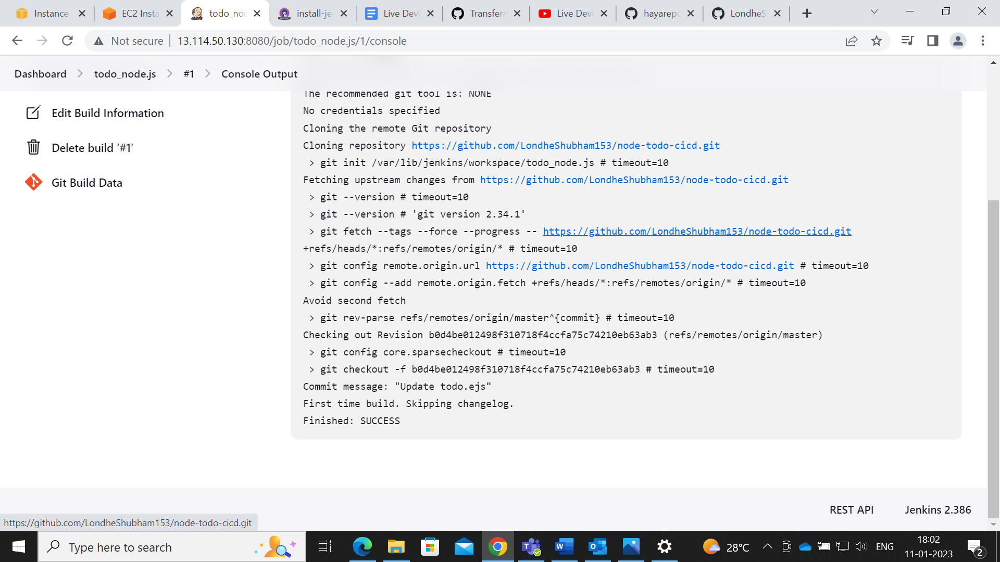 Instance
EC2 Insta
todo_noc
install-je
Live Dev
Transferr
Live Dev
hayarepo
LondheS
Not secure
13.114.50.130:8080/job/todo_node.js/1/console
Dashboard
todo_node.js
#1
Console Output
Edit Build Information
Delete build ‘#1’
Git Build Data
The recommended git tool is: NONE
No credentials specified
Cloning the remote Git repository
Cloning repository https://github.com/LondheShubham153/node-todo-cicd.git
> git init /var/lib/jenkins/workspace/todo_node.js # timeout=10
Fetching upstream changes from https://github.com/LondheShubham153/node-todo-cicd.git
> git --version # timeout=10
> git --version # 'git version 2.34.1'
> git fetch --tags --force --progress -- https://github.com/LondheShubham153/node-todo-cicd.git
+refs/heads/*:refs/remotes/origin/* # timeout=10
> git config remote.origin.url https://github.com/LondheShubham153/node-todo-cicd.git # timeout=10
> git config --add remote.origin.fetch +refs/heads/*:refs/remotes/origin/* # timeout=10
Avoid second fetch
> git rev-parse refs/remotes/origin/master^{commit} # timeout=10
Checking out Revision b0d4be012498f310718f4ccfa75c74210eb63ab3 (refs/remotes/origin/master)
> git config core.sparsecheckout # timeout=10
> git checkout -f b0d4be012498f310718f4ccfa75c74210eb63ab3 # timeout=10
Commit message: "Update todo.ejs"
First time build. Skipping changelog.
Finished: SUCCESS
REST API
Jenkins 2.386
https://github.com/LondheShubham153/node-todo-cicd.git
Type here to search
28°C
ENG
18:02
11-01-2023
2